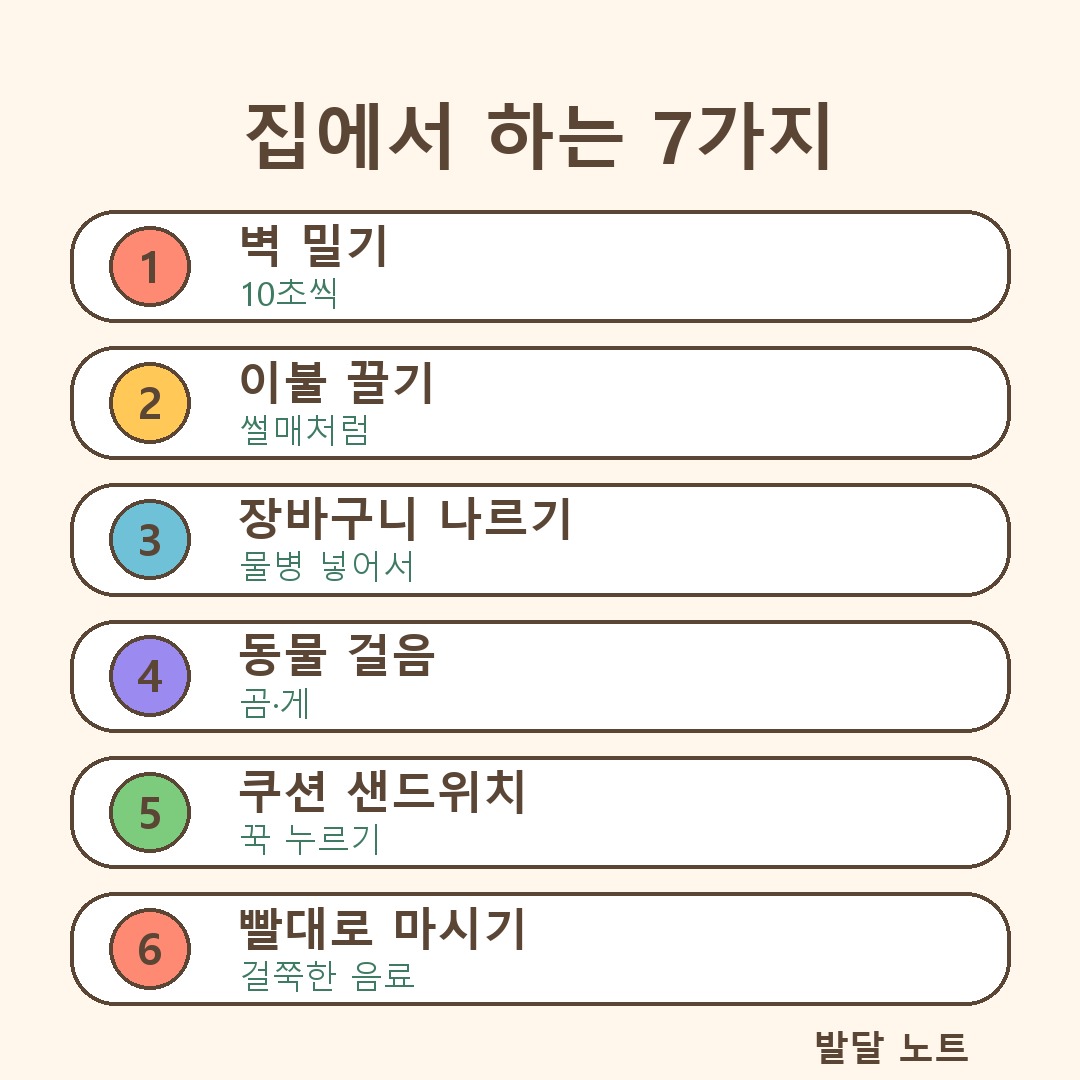 집에서 하는 7가지
1
벽 밀기
10초씩
2
이불 끌기
썰매처럼
3
장바구니 나르기
물병 넣어서
4
동물 걸음
곰·게
5
쿠션 샌드위치
꾹 누르기
6
빨대로 마시기
걸쭉한 음료
발달 노트